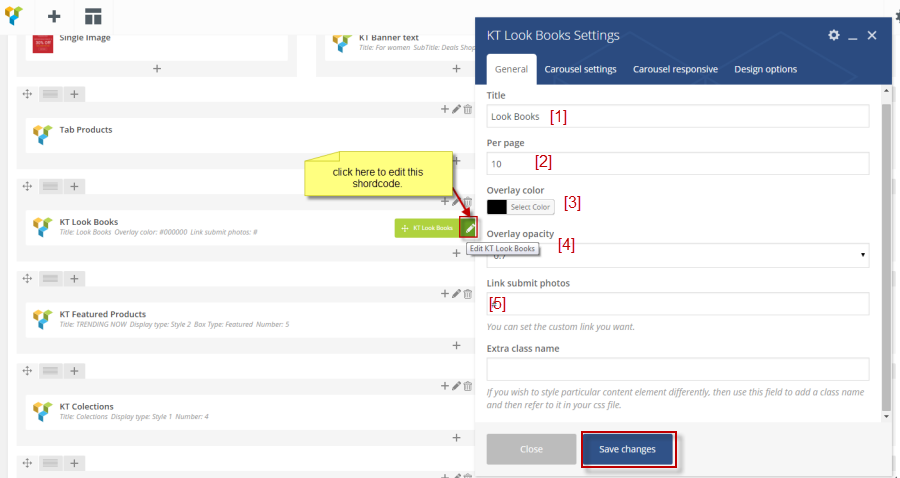 Single Image
KT Banner text
Title: For women SubTitle: Deals Shop
Tab Products
click here to edit this
shordcode.
KT Look Books
Title: Look Books Overlay color: #000000 Link submit photos: #
KT Look Books
Edit KT Look Books
KT Featured Products
Title: TRENDING NOW Display type: Style 2 Box Type: Featured Number: 5
KT Colections
Title: Colections Display type: Style 1 Number: 4
KT Look Books Settings
General Carousel settings Carousel responsive Design options
Title
Look Books [1]
Per page
10 [2]
Overlay color
Select Color [3]
Overlay opacity
[4]
0.7
Link submit photos
# [5]
You can set the custom link you want.
Extra class name
If you wish to style particular content element differently, then use this field to add a class name
and then refer to it in your css file.
Close Save changes